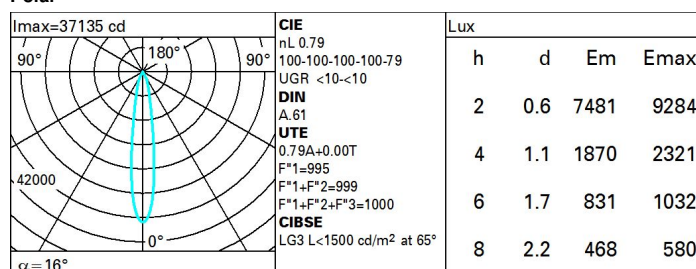 Imax=37135 cd
90° 180° 90°
42000
0°
α=16°
CIE
nL 0.79
100-100-100-100-79
UGR <10-<10
DIN
A.61
UTE
0.79A+0.00T
F"1=995
F"1+F"2=999
F"1+F"2+F"3=1000
CIBSE
LG3 L<1500 cd/m² at 65°
Lux
h d Em Emax
2 0.6 7481 9284
4 1.1 1870 2321
6 1.7 831 1032
8 2.2 468 580